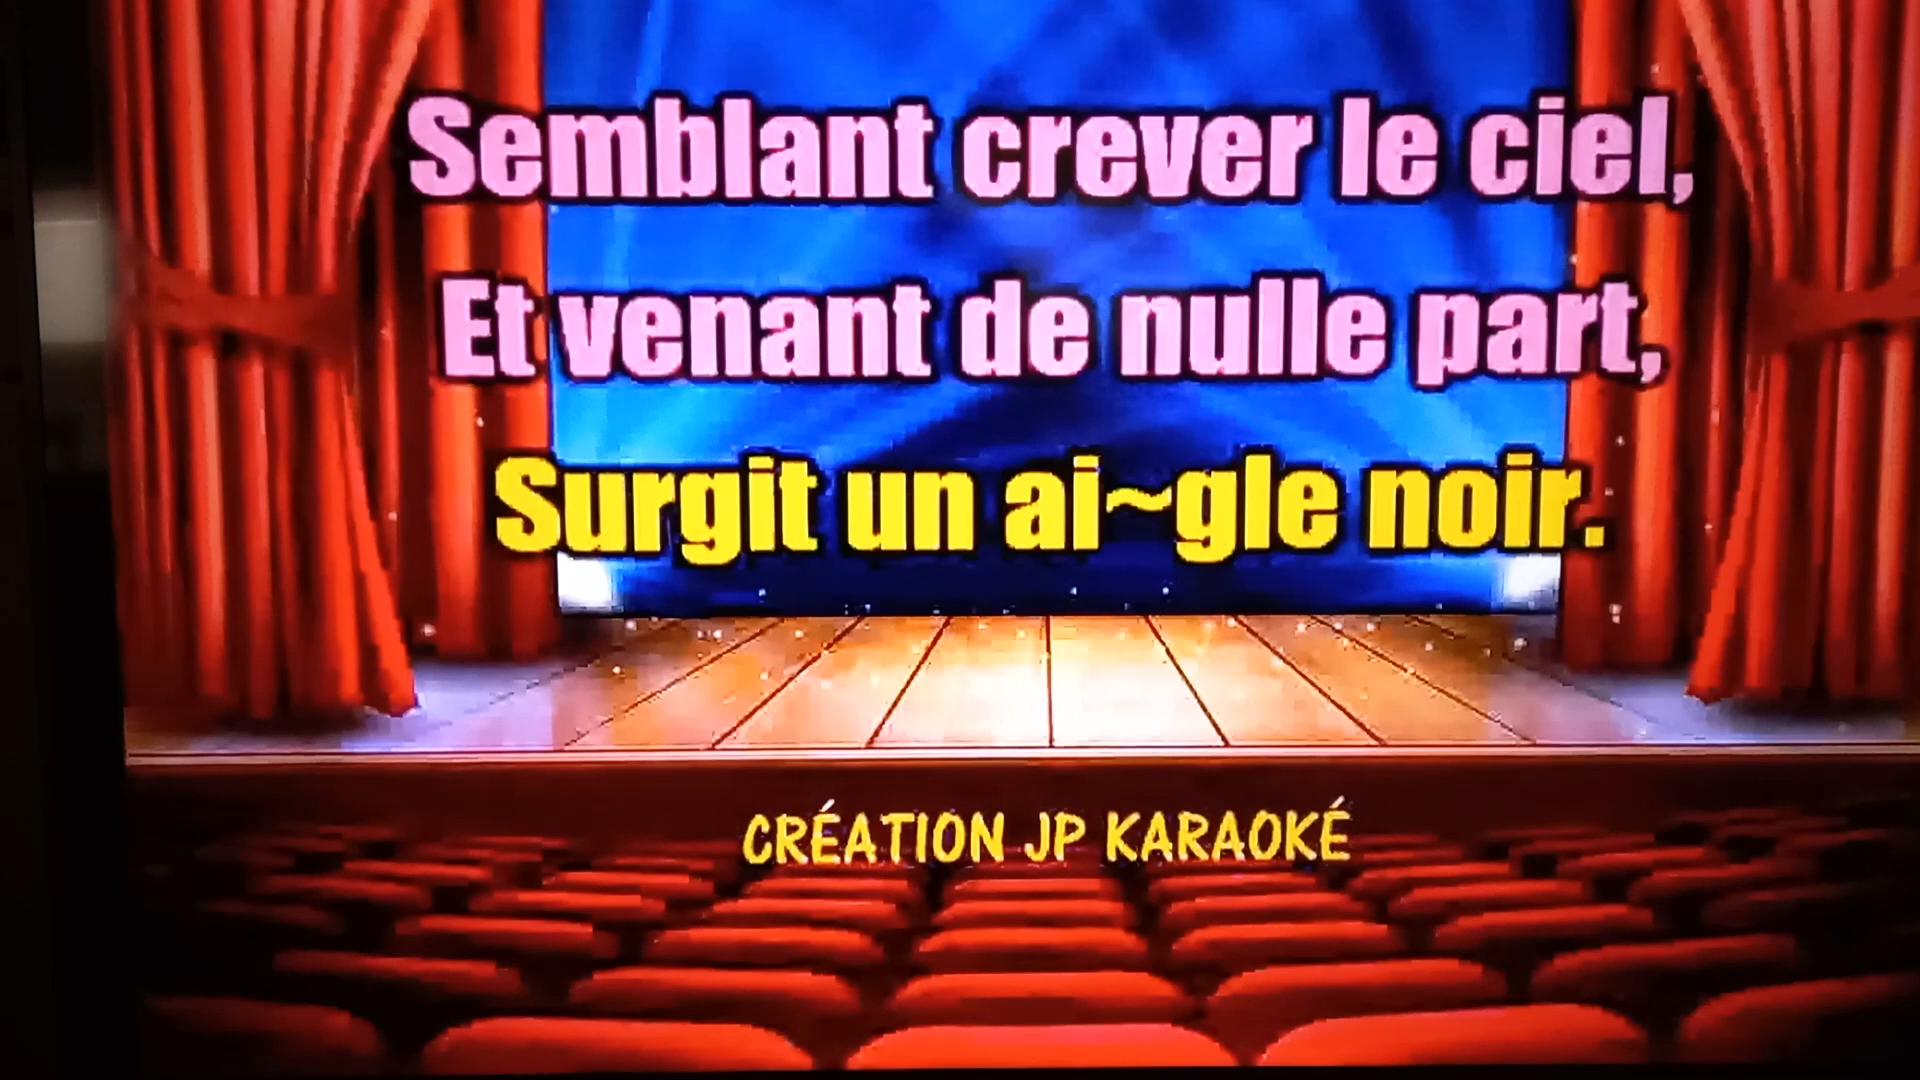 Semblant crever le ciel,
Et venant de nulle part,
Surgit un ai~gle noir.
CRÉATION JP KARAOKÉ